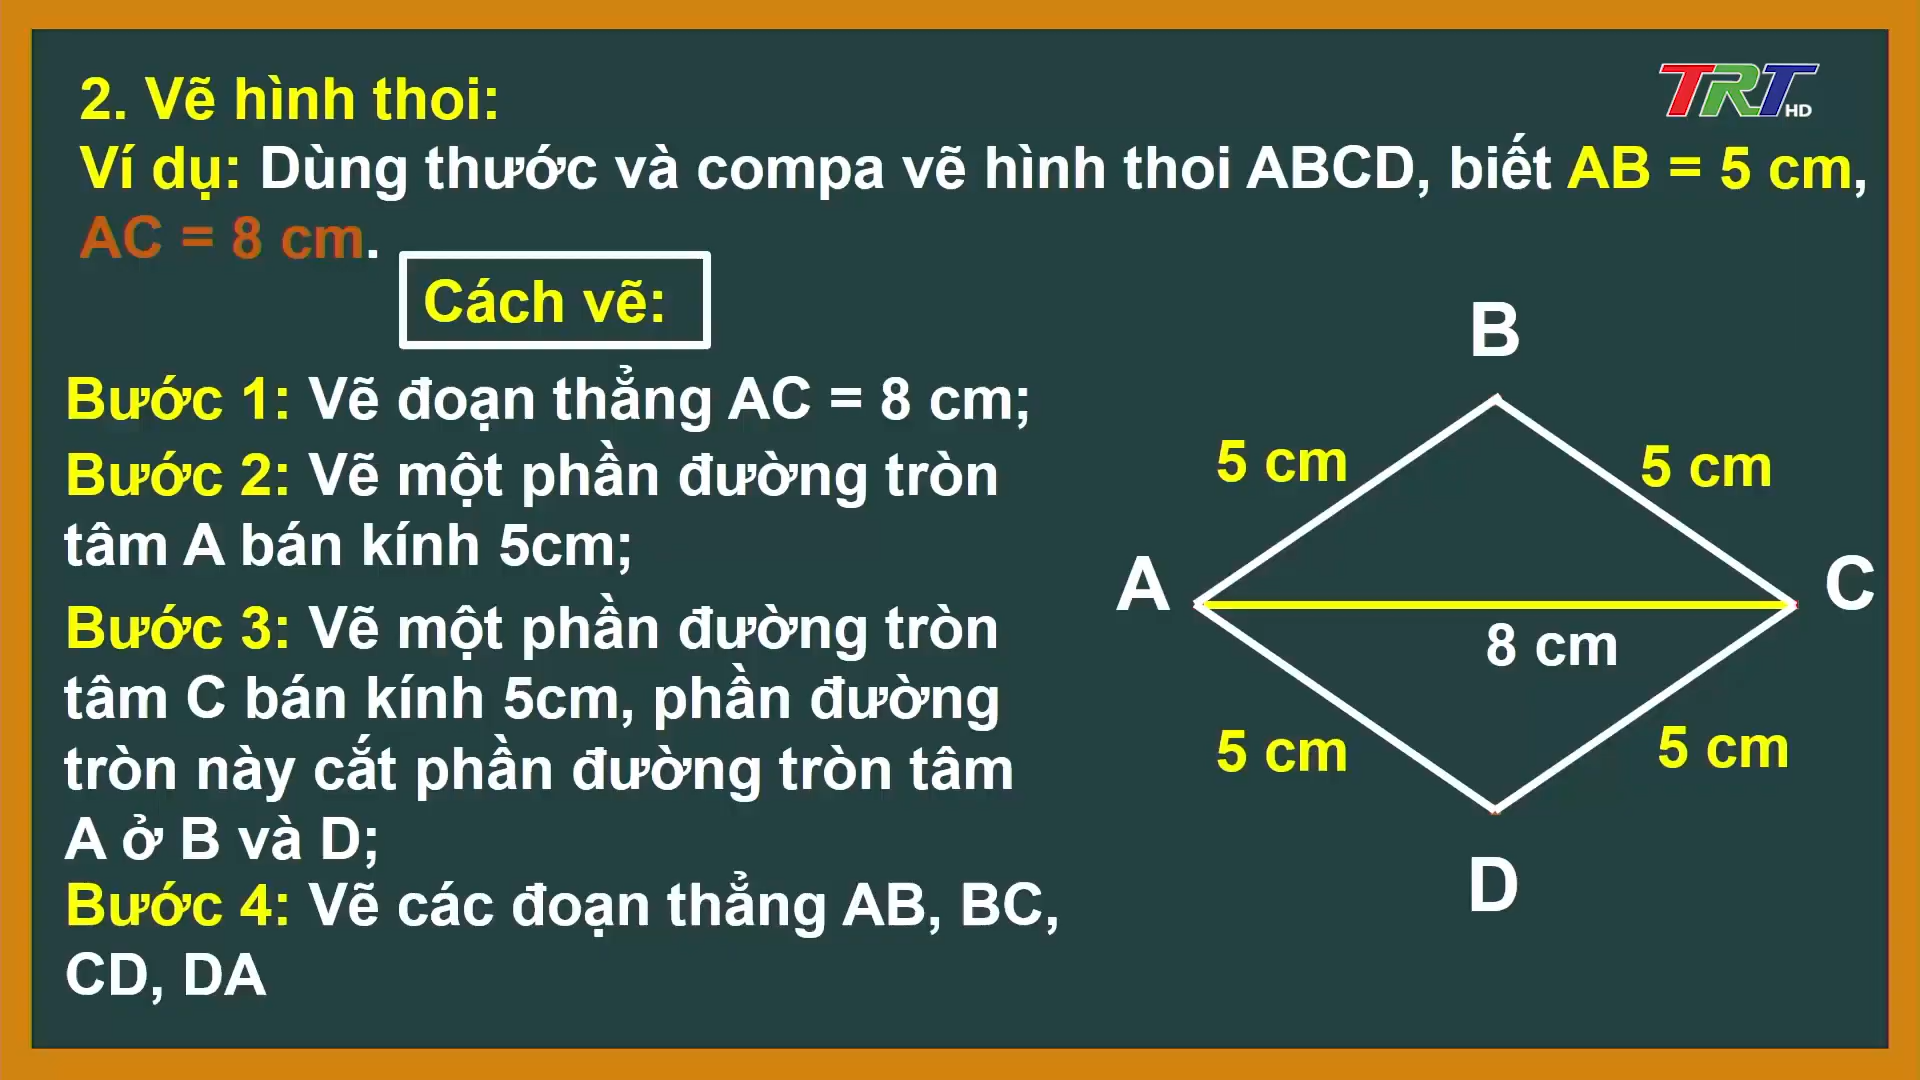 2. Vẽ hình thoi:
TRT HD
Ví dụ: Dùng thước và compa vẽ hình thoi ABCD, biết AB = 5 cm,
AC = 8 cm.
Cách vẽ:
Bước 1: Vẽ đoạn thẳng AC = 8 cm;
Bước 2: Vẽ một phần đường tròn
tâm A bán kính 5cm;
Bước 3: Vẽ một phần đường tròn
tâm C bán kính 5cm, phần đường
tròn này cắt phần đường tròn tâm
A ở B và D;
Bước 4: Vẽ các đoạn thẳng AB, BC,
CD, DA
B
5 cm
5 cm
A
C
8 cm
5 cm
5 cm
D